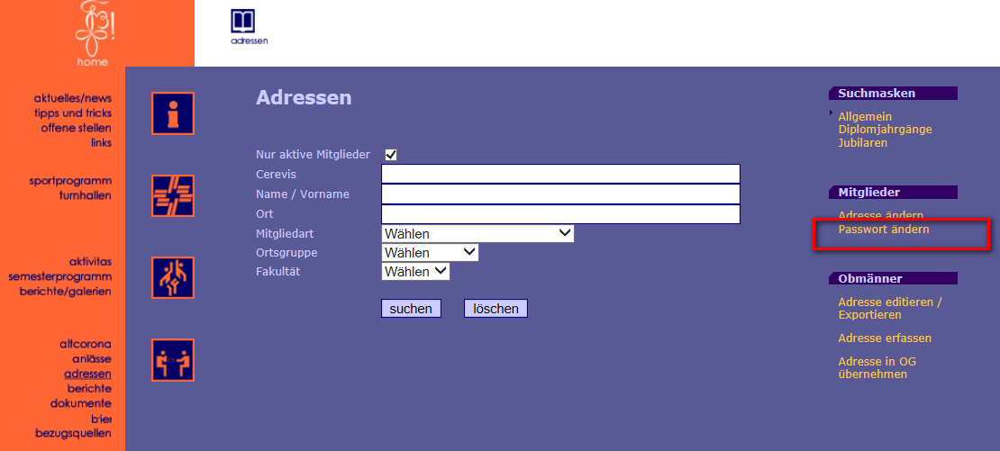 home
adressen
aktuelles/news
tipps und tricks
offene stellen
links
sportprogramm
turnhallen
aktivitas
semesterprogramm
berichte/galerien
altcorona
anlässe
adressen
berichte
dokumente
bier
bezugsquellen
Adressen
Nur aktive Mitglieder
Cerevis
Name / Vorname
Ort
Mitgliedart Wählen
Ortsgruppe Wählen
Fakultät Wählen
suchen löschen
Suchmasken
Allgemein
Diplomjahrgänge
Jubilaren
Mitglieder
Adresse ändern
Passwort ändern
Obmänner
Adresse editieren /
Exportieren
Adresse erfassen
Adresse in OG
übernehmen